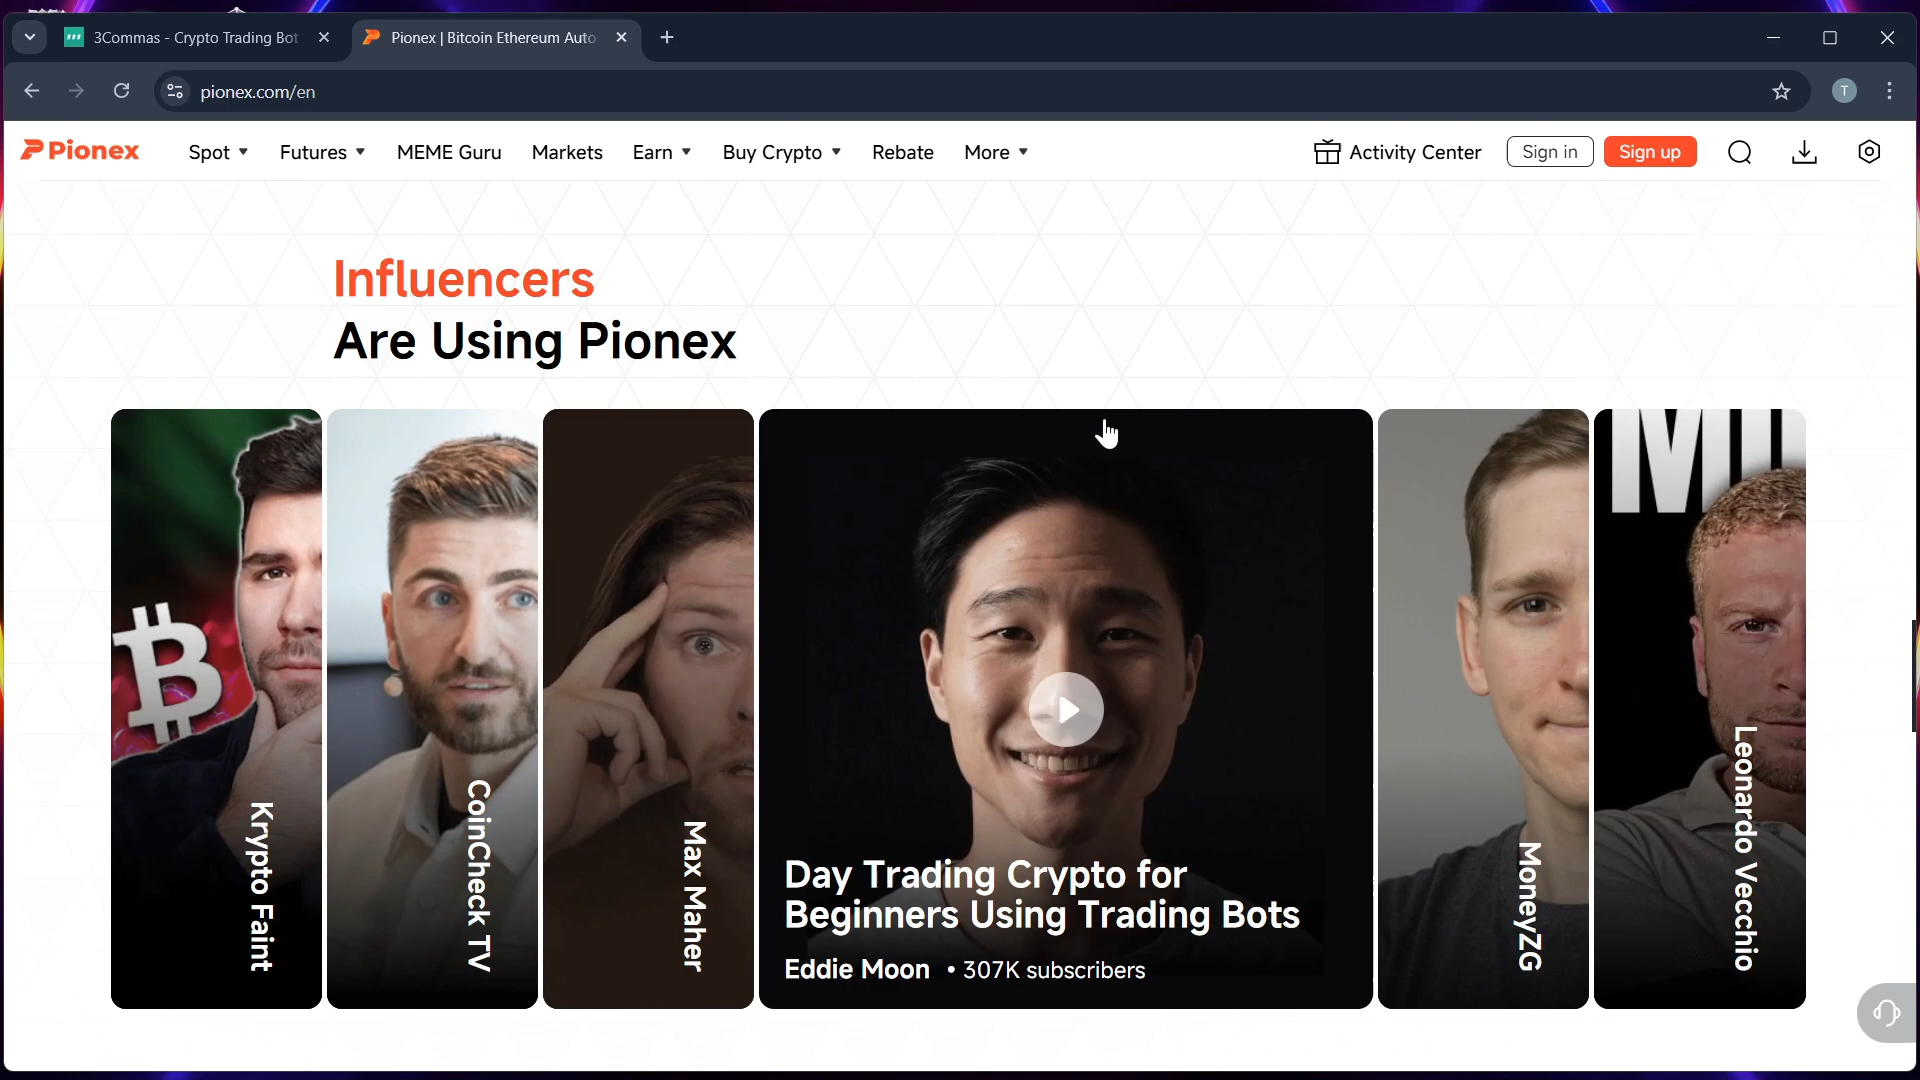 3Commas - Crypto Trading Bot
Pionex | Bitcoin Ethereum Auto
pionex.com/en
T
Pionex
Spot
Futures
MEME Guru
Markets
Earn
Buy Crypto
Rebate
More
Activity Center
Sign in
Sign up
Influencers
Are Using Pionex
Krypto Faint
CoinCheck TV
Max Maher
Day Trading Crypto for
Beginners Using Trading Bots
Eddie Moon • 307K subscribers
MoneyZG
Leonardo Vecchio